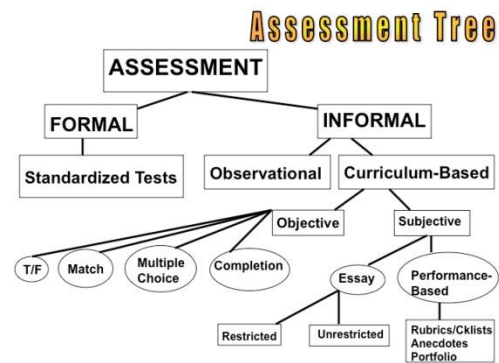 Assessment Tree
ASSESSMENT
FORMAL
INFORMAL
Standardized Tests
Observational
Curriculum-Based
Objective
Subjective
T/F
Match
Multiple
Choice
Completion
Essay
Performance-
Based
Restricted
Unrestricted
Rubrics/Cklists
Anecdotes
Portfolio